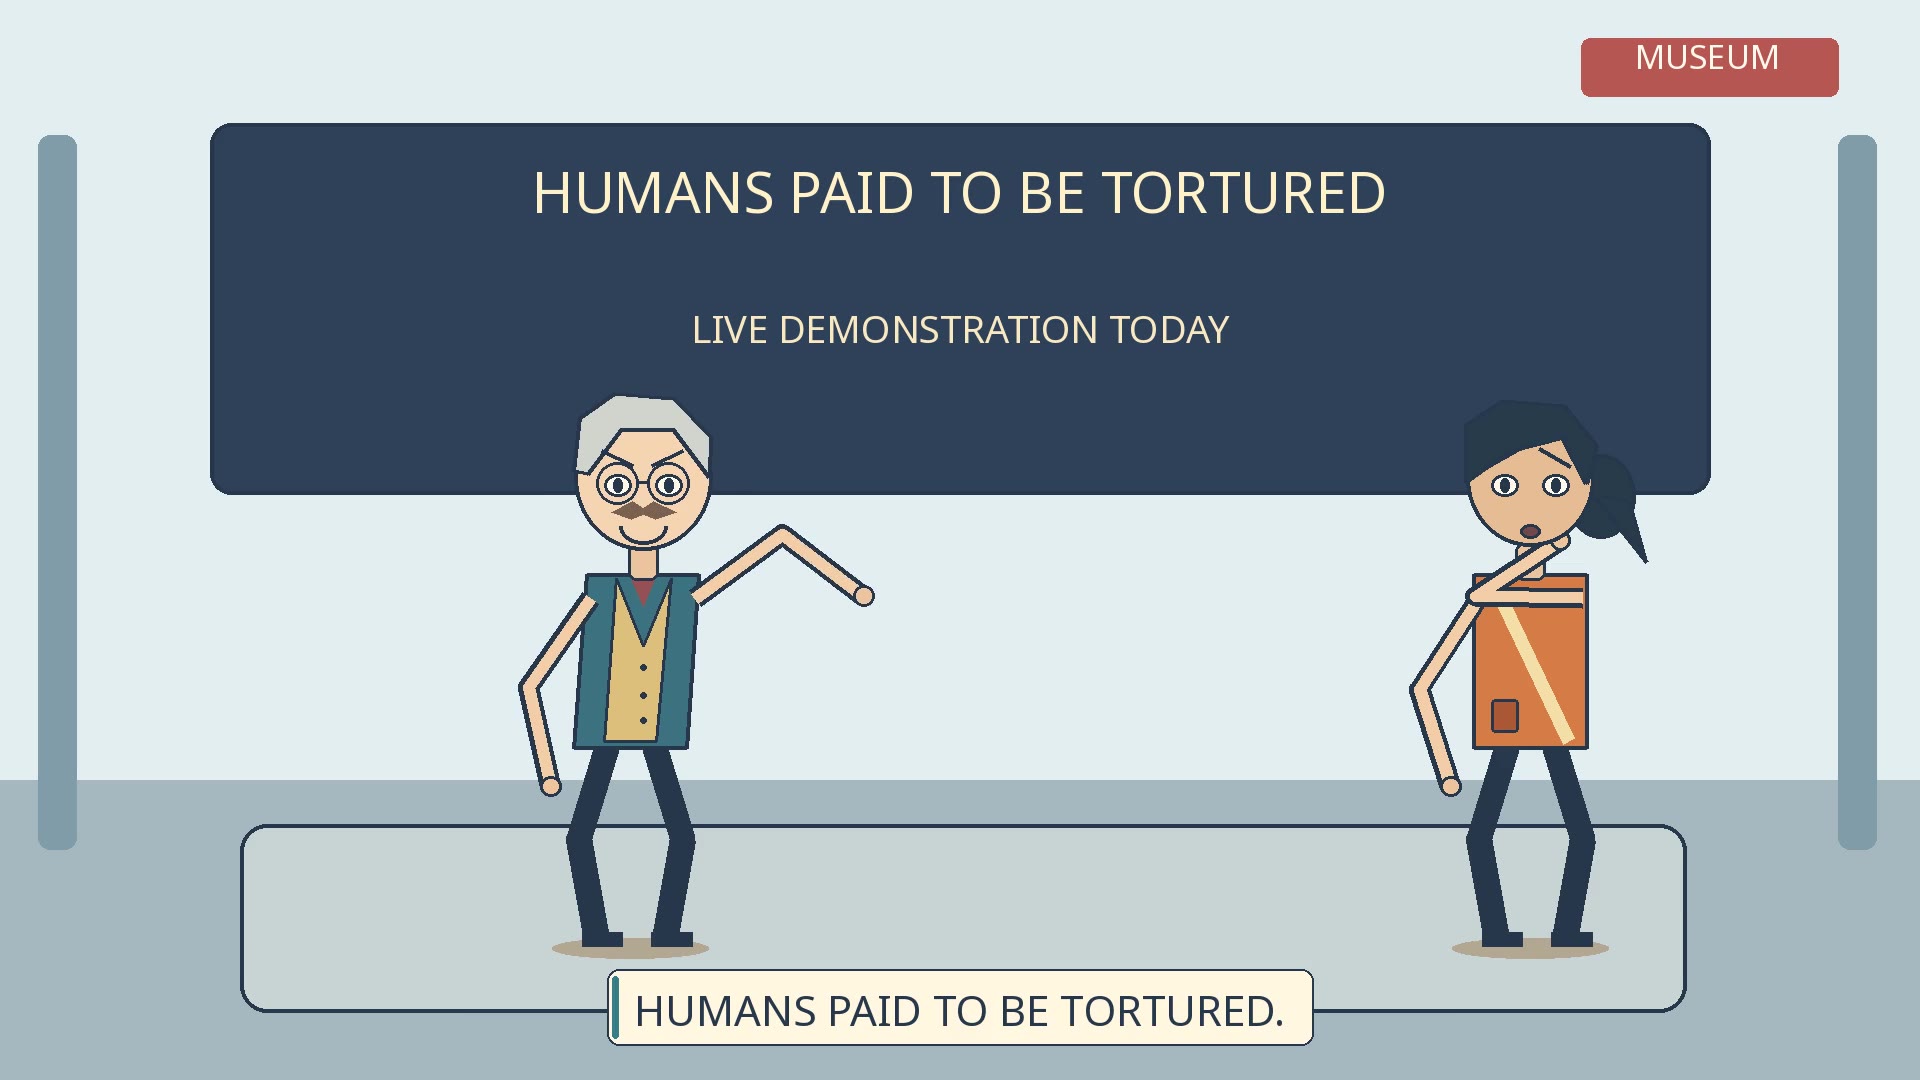 MUSEUM
HUMANS PAID TO BE TORTURED
LIVE DEMONSTRATION TODAY
HUMANS PAID TO BE TORTURED.